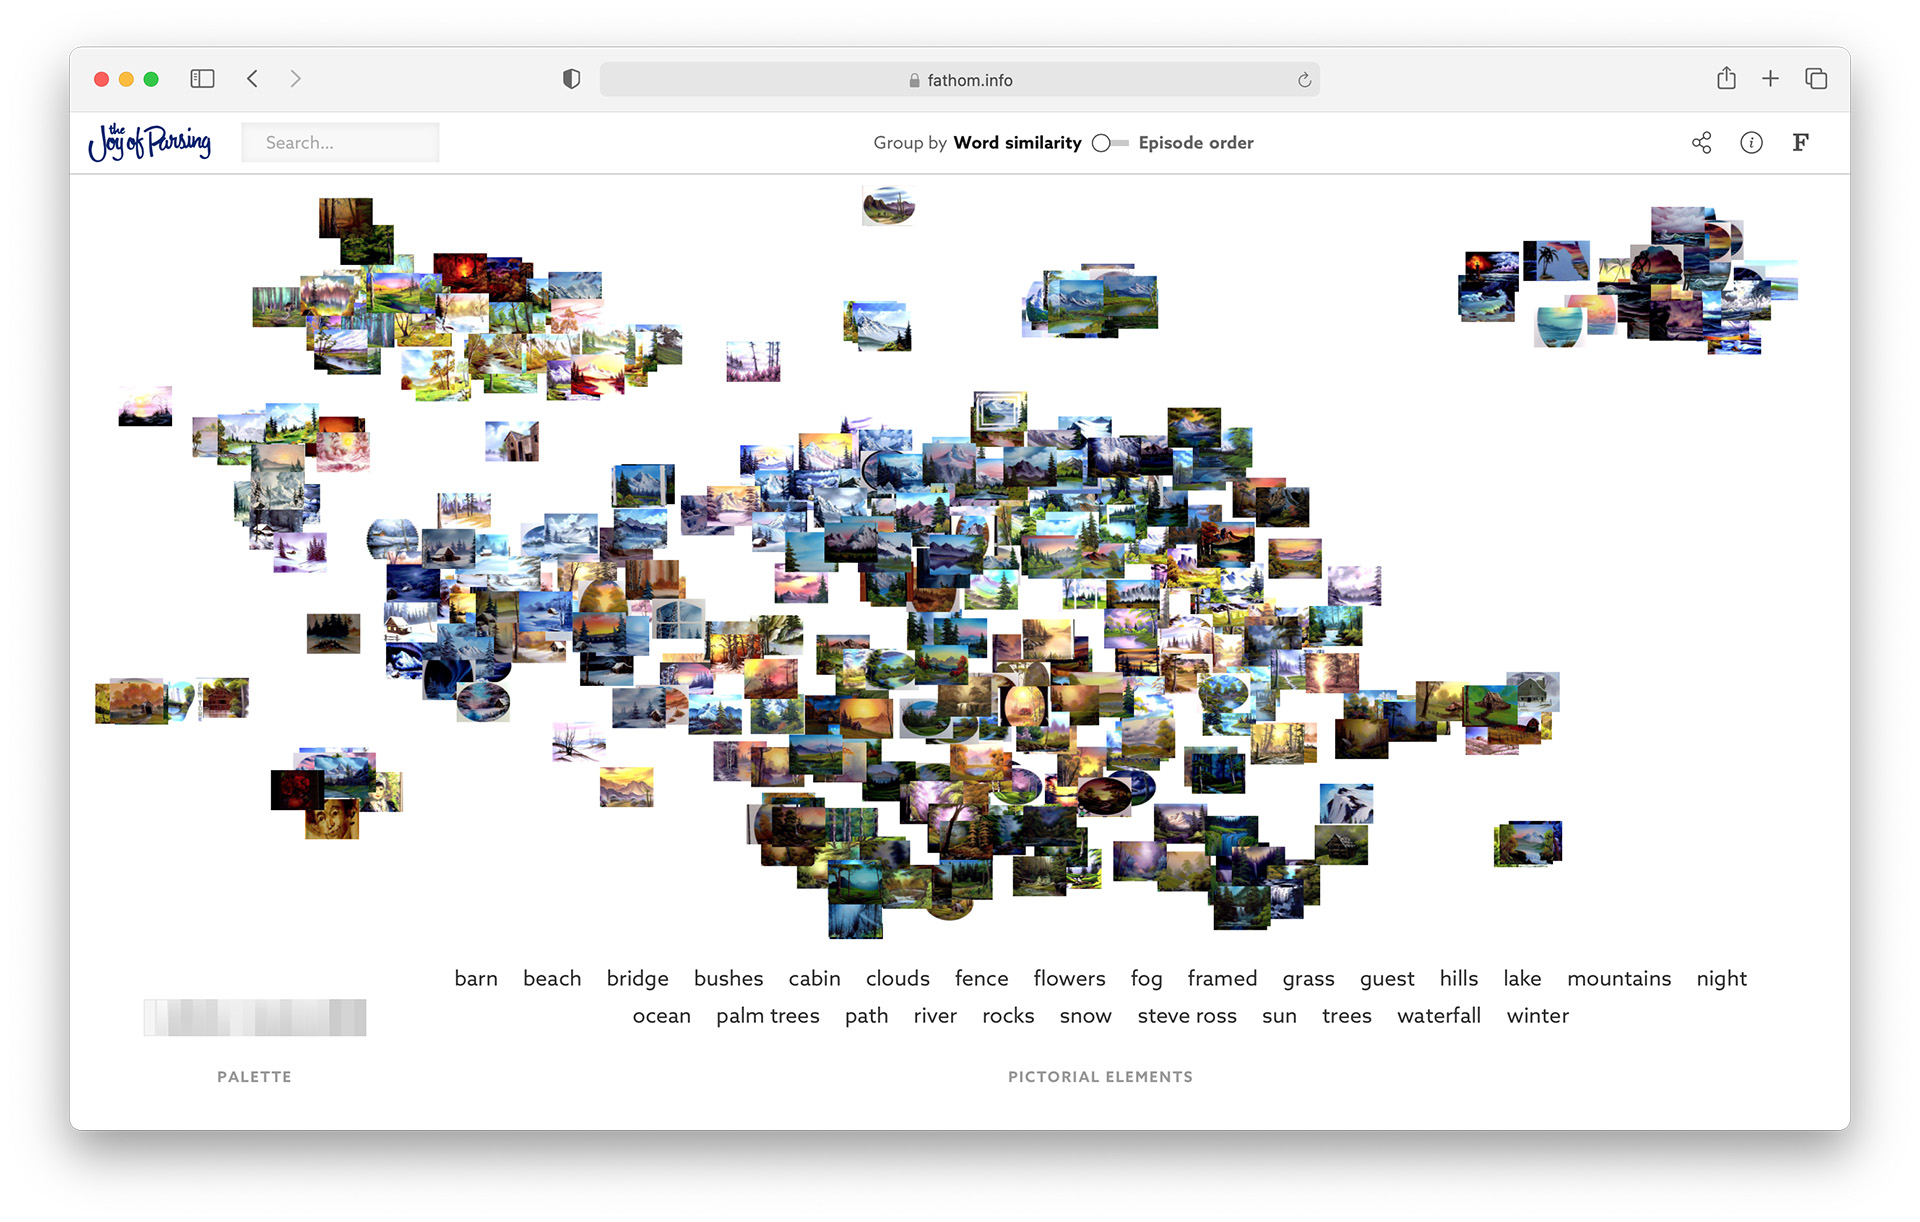 fathom.info
the Joy of Parsing
Search...
Group by Word similarity Episode order
i
F
barn beach bridge bushes cabin clouds fence flowers fog framed grass guest hills lake mountains night
ocean palm trees path river rocks snow steve ross sun trees waterfall winter
PALETTE
PICTORIAL ELEMENTS